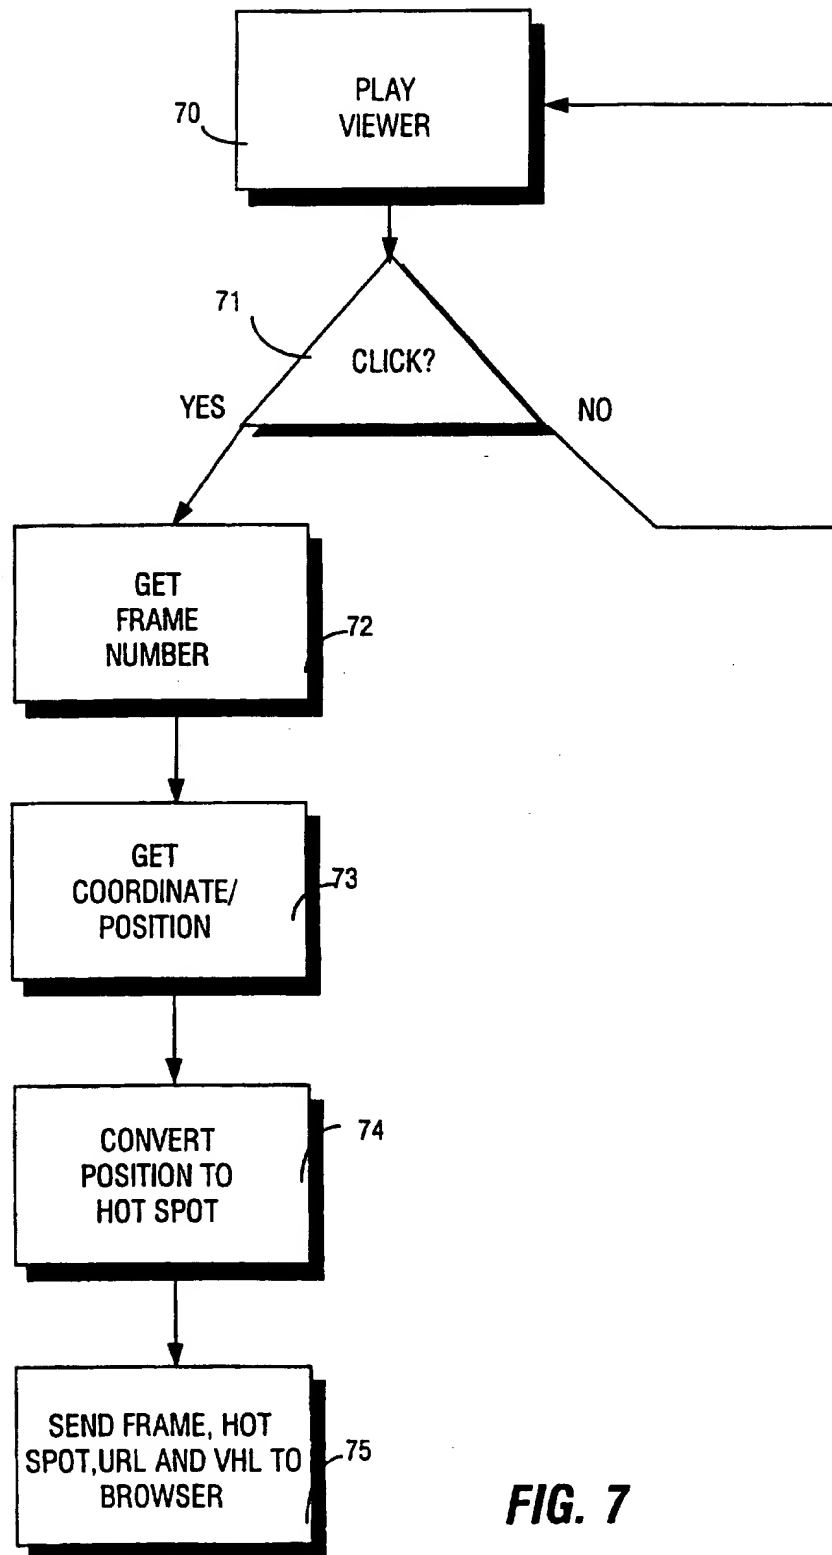 PLAY
VIEWER
70
71
CLICK?
YES
NO
GET
FRAME
NUMBER
72
GET
COORDINATE/
POSITION
73
CONVERT
POSITION TO
HOT SPOT
74
SEND FRAME, HOT
SPOT,URL AND VHL TO
BROWSER
75
FIG. 7